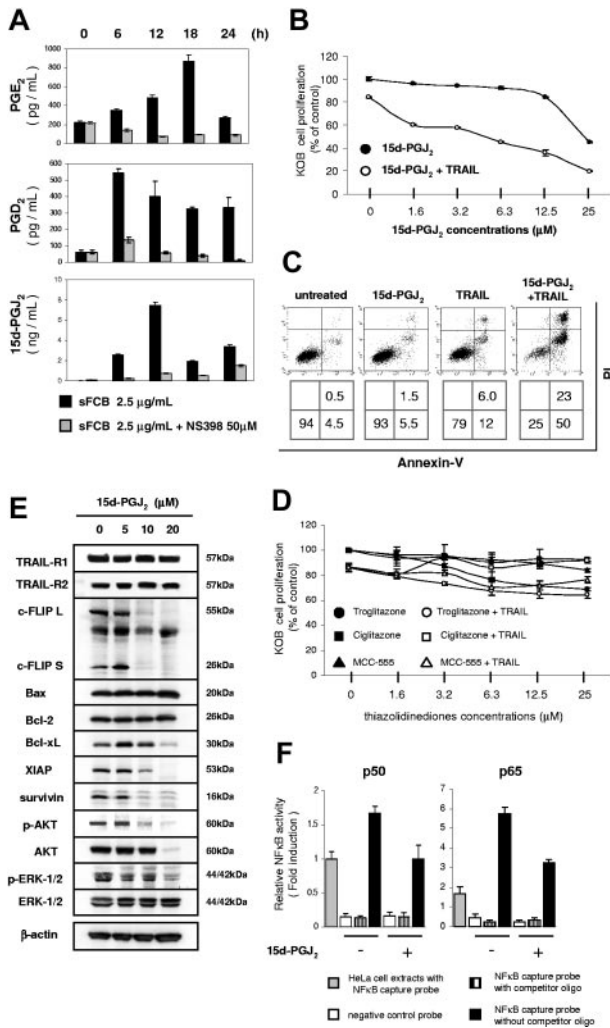 A
0 6 12 18 24 (h)
PGE2
( pg / mL )
1000
800
600
400
200
0
PGD2
( pg / mL )
600
500
400
300
200
100
0
15d-PGJ2
( ng / mL )
10
8
6
4
2
0
sFCB 2.5 µg/mL
sFCB 2.5 µg/mL + NS398 50µM
B
KOB cell proliferation
(% of control)
120
100
80
60
40
20
0
15d-PGJ2
15d-PGJ2 + TRAIL
0 1.6 3.2 6.3 12.5 25
15d-PGJ2 concentrations (µM)
C
untreated 15d-PGJ2 TRAIL 15d-PGJ2
+TRAIL
0.5 1.5 6.0 23
94 4.5 93 5.5 79 12 25 50
PI
Annexin-V
D
KOB cell proliferation
(% of control)
120
100
80
60
40
20
0
Troglitazone Troglitazone + TRAIL
Ciglitazone Ciglitazone + TRAIL
MCC-555 MCC-555 + TRAIL
0 1.6 3.2 6.3 12.5 25
thiazolidinediones concentrations (µM)
E
15d-PGJ2 (µM)
0 5 10 20
TRAIL-R1 57kDa
TRAIL-R2 57kDa
c-FLIP L 55kDa
c-FLIP S 26kDa
Bax 20kDa
Bcl-2 26kDa
Bcl-xL 30kDa
XIAP 53kDa
survivin 16kDa
p-AKT 60kDa
AKT 60kDa
p-ERK-1/2 44/42kDa
ERK-1/2 44/42kDa
β-actin
F
p50 p65
Relative NFκB activity
( Fold induction )
2
1.5
1
0.5
0
7
6
5
4
3
2
1
0
15d-PGJ2 - + - +
HeLa cell extracts with
NFκB capture probe
NFκB capture probe
with competitor oligo
negative control probe
NFκB capture probe
without competitor oligo